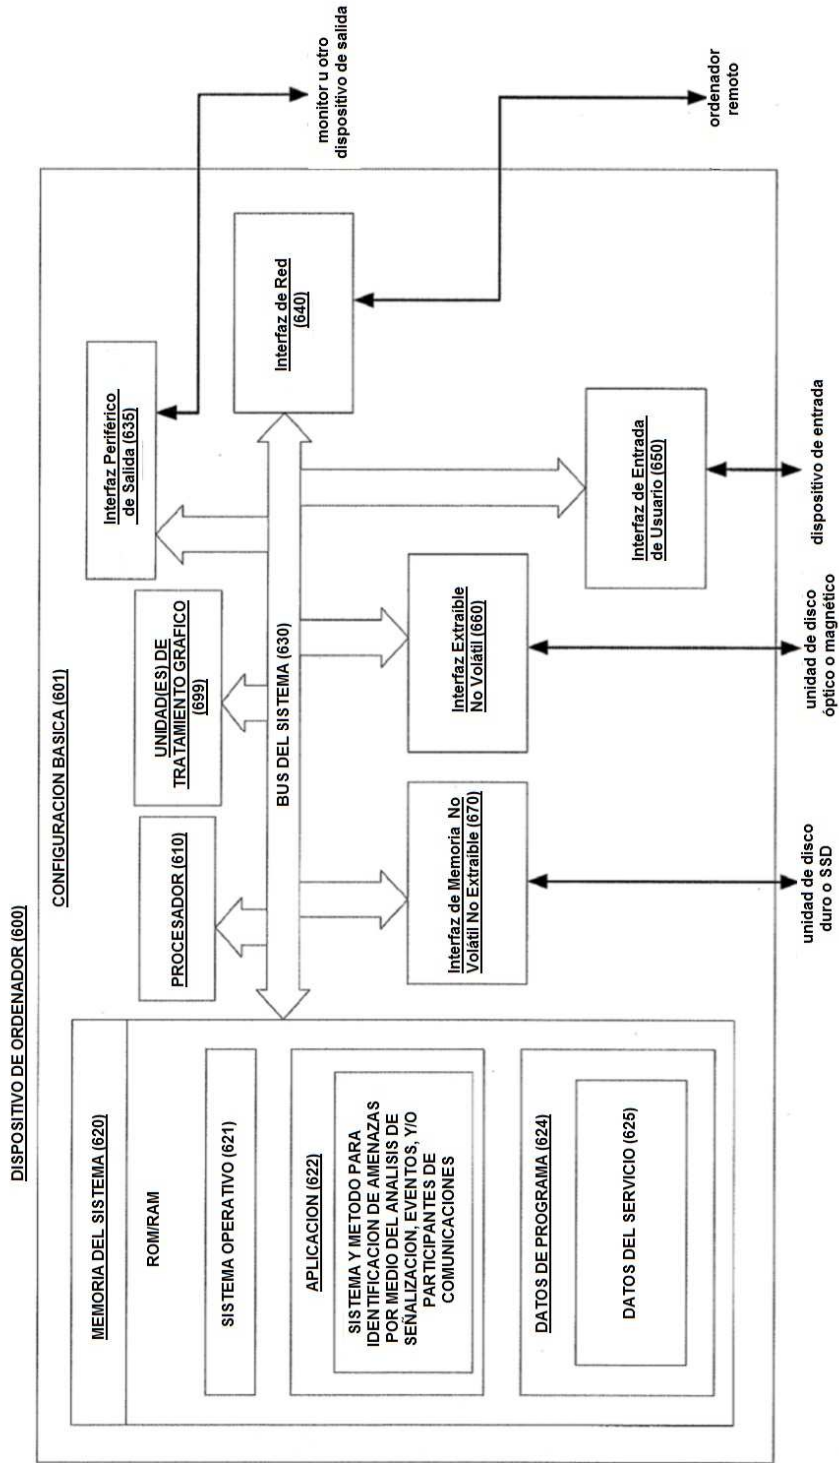 DISPOSITIVO DE ORDENADOR (600)
CONFIGURACION BASICA (601)
MEMORIA DEL SISTEMA (620)
ROM/RAM
SISTEMA OPERATIVO (621)
APLICACION (622)
SISTEMA Y METODO PARA
IDENTIFICACION DE AMENAZAS
POR MEDIO DEL ANALISIS DE
SEÑALIZACION, EVENTOS, Y/O
PARTICIPANTES DE
COMUNICACIONES
DATOS DE PROGRAMA (624)
DATOS DEL SERVICIO (625)
PROCESADOR (610)
UNIDAD(ES) DE
TRATAMIENTO GRÁFICO
(699)
Interfaz Periférico
de Salida (635)
monitor u otro
dispositivo de salida
BUS DEL SISTEMA (630)
Interfaz de Red
(640)
ordenador
remoto
Interfaz de Memoria No
Volátil No Extraible (670)
Interfaz Extraible
No Volátil (660)
Interfaz de Entrada
de Usuario (650)
unidad de disco
duro o SSD
unidad de disco
óptico o magnético
dispositivo de entrada